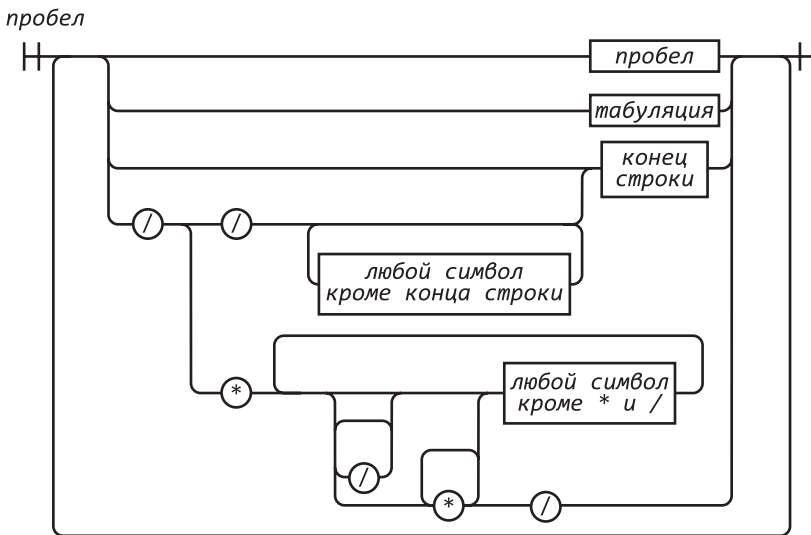 пробел
пробел
табуляция
конец
строки
/
/
любой символ
кроме конца строки
*
любой символ
кроме * и /
/
*
/